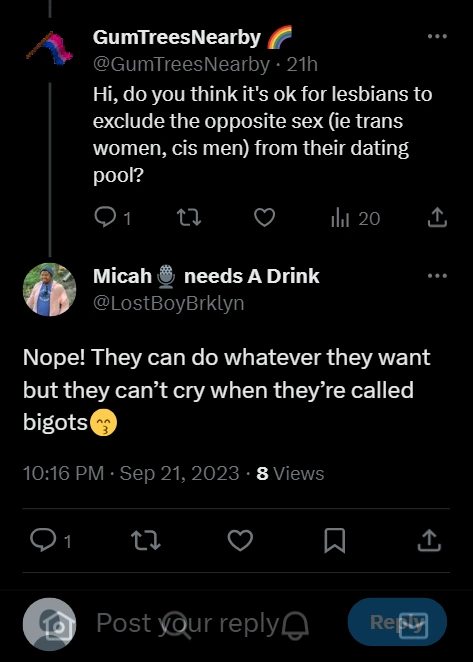 GumTreesNearby 🌈
@GumTreesNearby · 21h
Hi, do you think it's ok for lesbians to
exclude the opposite sex (ie trans
women, cis men) from their dating
pool?
1
20
Micah🎙️ needs A Drink
@LostBoyBrklyn
Nope! They can do whatever they want
but they can’t cry when they’re called
bigots😙
10:16 PM · Sep 21, 2023 · 8 Views
1
Post your reply
Reply